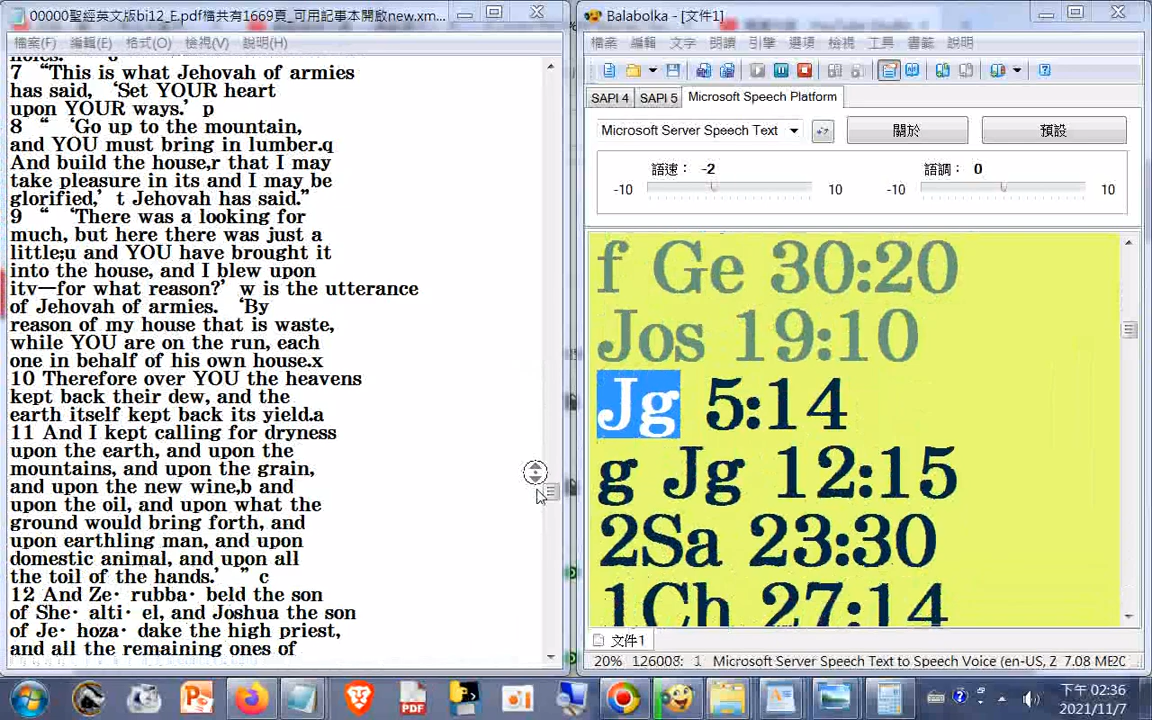 00000聖經英文版bi12_E.pdf檔共有1669頁_可用記事本開啟new.xm...
檔案(F) 編輯(E) 格式(O) 檢視(V) 說明(H)
7 “This is what Jehovah of armies
has said, ‘Set YOUR heart
upon YOUR ways.’ p
8 “ ‘Go up to the mountain,
and YOU must bring in lumber.q
And build the house,r that I may
take pleasure in its and I may be
glorified,’ t Jehovah has said.”
9 “ ‘There was a looking for
much, but here there was just a
little;u and YOU have brought it
into the house, and I blew upon
itv—for what reason?’ w is the utterance
of Jehovah of armies. ‘By
reason of my house that is waste,
while YOU are on the run, each
one in behalf of his own house.x
10 Therefore over YOU the heavens
kept back their dew, and the
earth itself kept back its yield.a
11 And I kept calling for dryness
upon the earth, and upon the
mountains, and upon the grain,
and upon the new wine,b and
upon the oil, and upon what the
ground would bring forth, and
upon earthling man, and upon
domestic animal, and upon all
the toil of the hands.’ ” c
12 And Ze· rubba· beld the son
of She· alti· el, and Joshua the son
of Je· hoza· dake the high priest,
and all the remaining ones of
Balabolka - [文件1]
檔案 編輯 文字 朗讀 引擎 選項 檢視 工具 書籤 說明
SAPI 4 SAPI 5 Microsoft Speech Platform
Microsoft Server Speech Text 關於 預設
語速： -2 語調： 0
-10 10 -10 10
f Ge 30:20
Jos 19:10
Jg 5:14
g Jg 12:15
2Sa 23:30
1Ch 27:14
文件1
20% 126008: 1 Microsoft Server Speech Text to Speech Voice (en-US, Z 7.08 ME
PDF
下午 02:36
2021/11/7